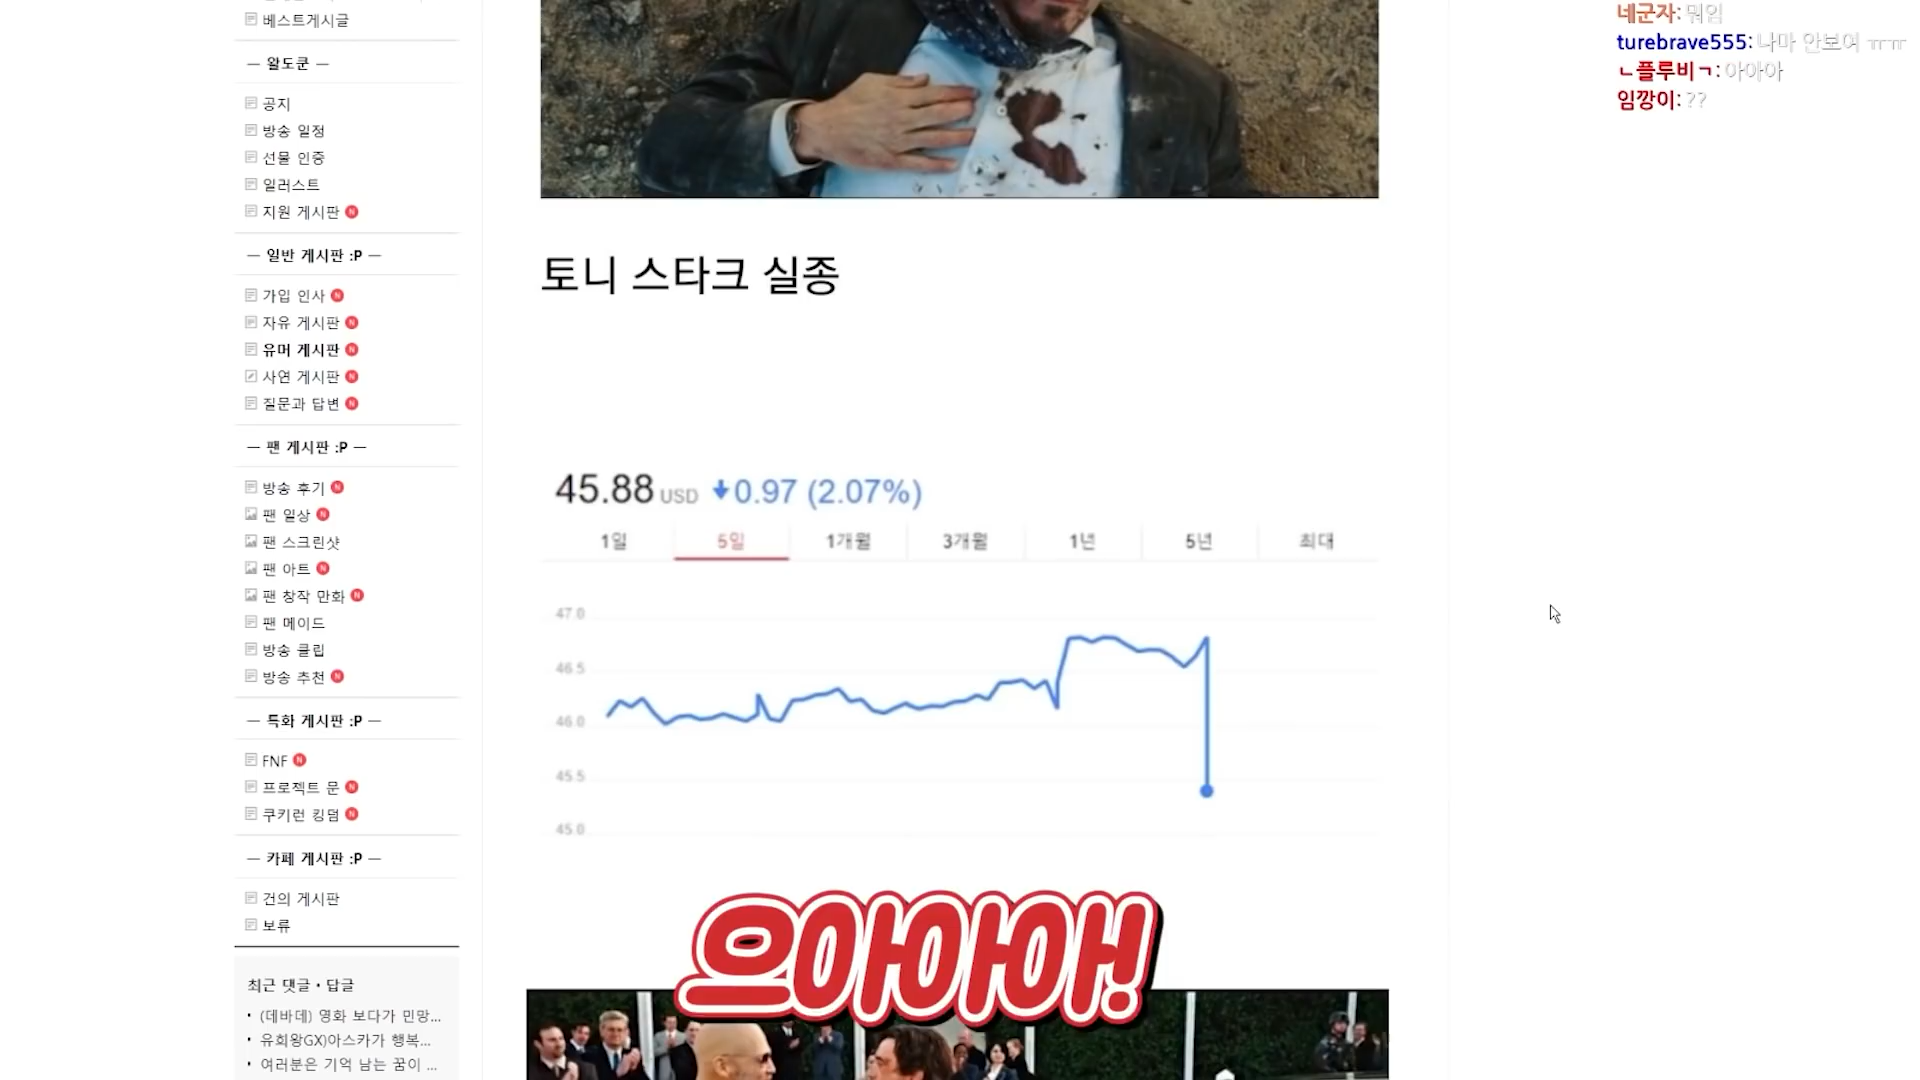 베스트게시글
— 왈도쿤 —
공지
방송 일정
선물 인증
일러스트
지원 게시판 N
— 일반 게시판 :P —
가입 인사 N
자유 게시판 N
유머 게시판 N
사연 게시판 N
질문과 답변 N
— 팬 게시판 :P —
방송 후기 N
팬 일상 N
팬 스크린샷
팬 아트 N
팬 창작 만화 N
팬 메이드
방송 클립
방송 추천 N
— 특화 게시판 :P —
FNF N
프로젝트 문 N
쿠키런 킹덤 N
— 카페 게시판 :P —
건의 게시판
보류
최근 댓글 · 답글
(데바데) 영화 보다가 민망...
유희왕GX)아스카가 행복...
여러분은 기억 남는 꿈이 ...
토니 스타크 실종
45.88 USD 0.97 (2.07%)
1일 5일 1개월 3개월 1년 5년 최대
47.0
46.5
46.0
45.5
45.0
으아아아아!
네군자: 뭐임
turebrave555: 나마 안보여 ㅠㅠ
ㄴ플루비ㄱ: 아아아
임깡이: ??